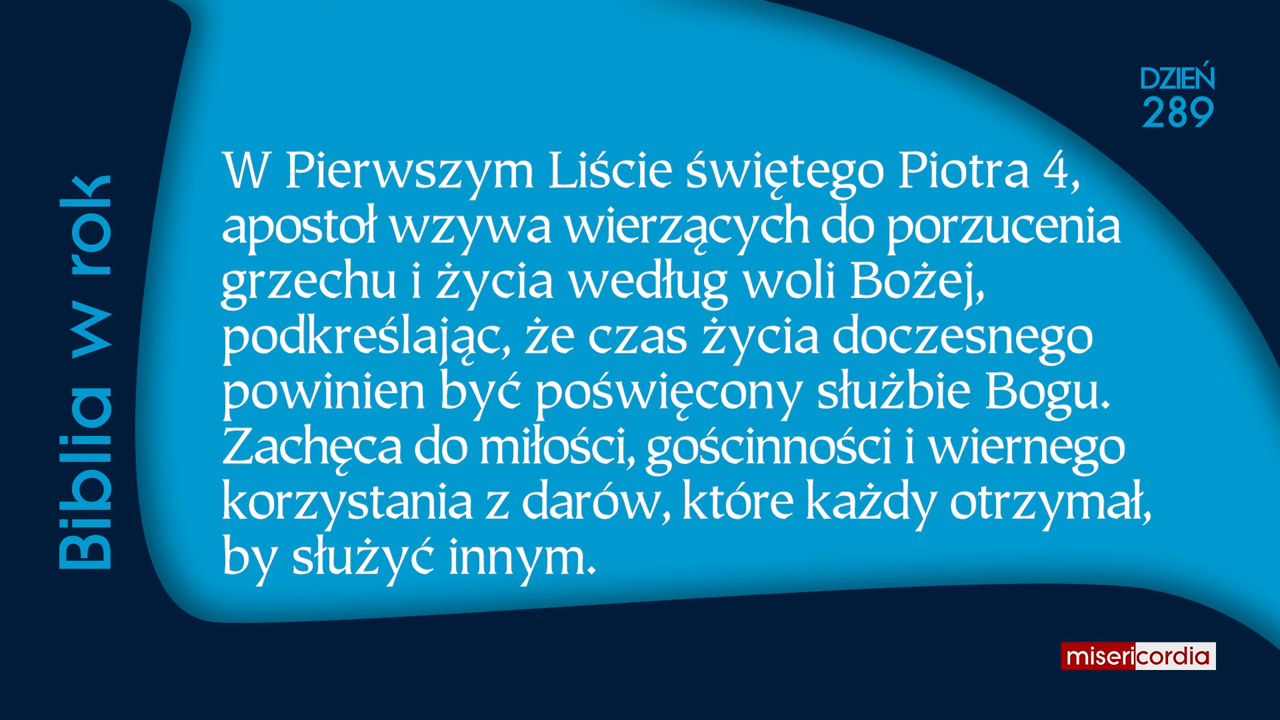 DZIEŃ
289
Biblia w rok
W Pierwszym Liście świętego Piotra 4,
apostoł wzywa wierzących do porzucenia
grzechu i życia według woli Bożej,
podkreślając, że czas życia doczesnego
powinien być poświęcony służbie Bogu.
Zachęca do miłości, gościnności i wiernego
korzystania z darów, które każdy otrzymał,
by służyć innym.
misericordia